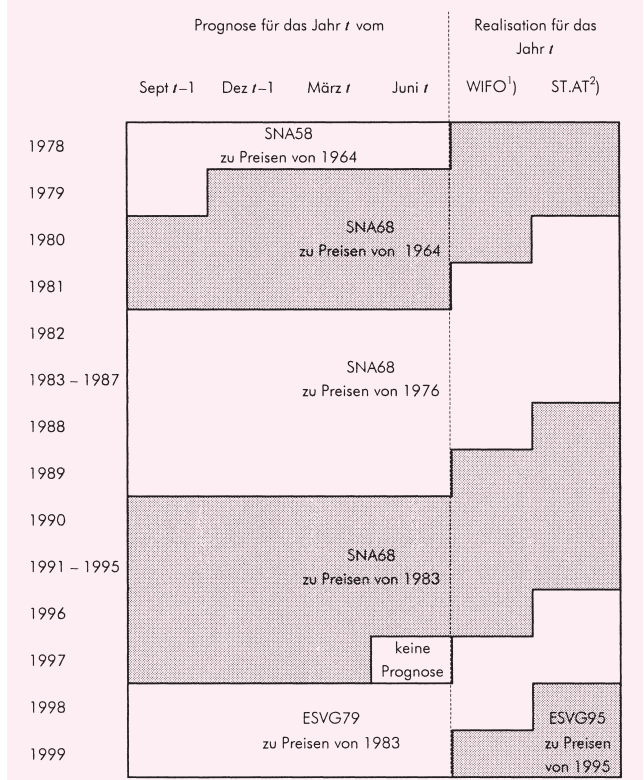 Prognose für das Jahr t vom
Realisation für das
Jahr t
Sept t–1 Dez t–1 März t Juni t WIFO¹) ST.AT²)
1978
SNA58
zu Preisen von 1964
1979
1980
SNA68
zu Preisen von 1964
1981
1982
1983 – 1987
SNA68
zu Preisen von 1976
1988
1989
1990
1991 – 1995
SNA68
zu Preisen von 1983
1996
1997
keine
Prognose
1998
ESVG79
zu Preisen von 1983
ESVG95
zu Preisen
von 1995
1999